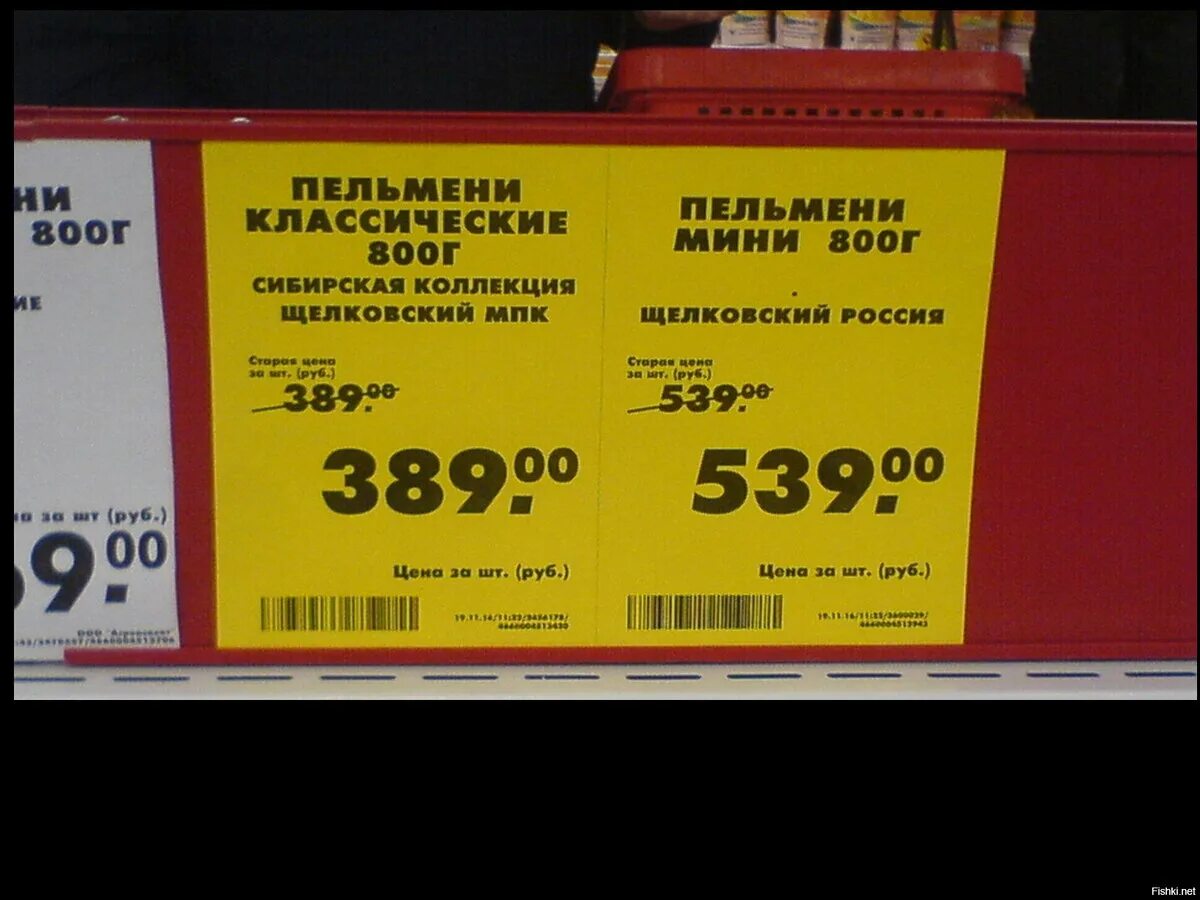 НИ
800Г
ИЕ
за шт (руб.)
9.00
ПЕЛЬМЕНИ
КЛАССИЧЕСКИЕ
800Г
СИБИРСКАЯ КОЛЛЕКЦИЯ
ЩЕЛКОВСКИЙ МПК
Старая цена
за шт. (руб.)
389.00
389.00
Цена за шт. (руб.)
ПЕЛЬМЕНИ
МИНИ 800Г
ЩЕЛКОВСКИЙ РОССИЯ
Старая цена
за шт. (руб.)
539.00
539.00
Цена за шт. (руб.)
Fishki.net